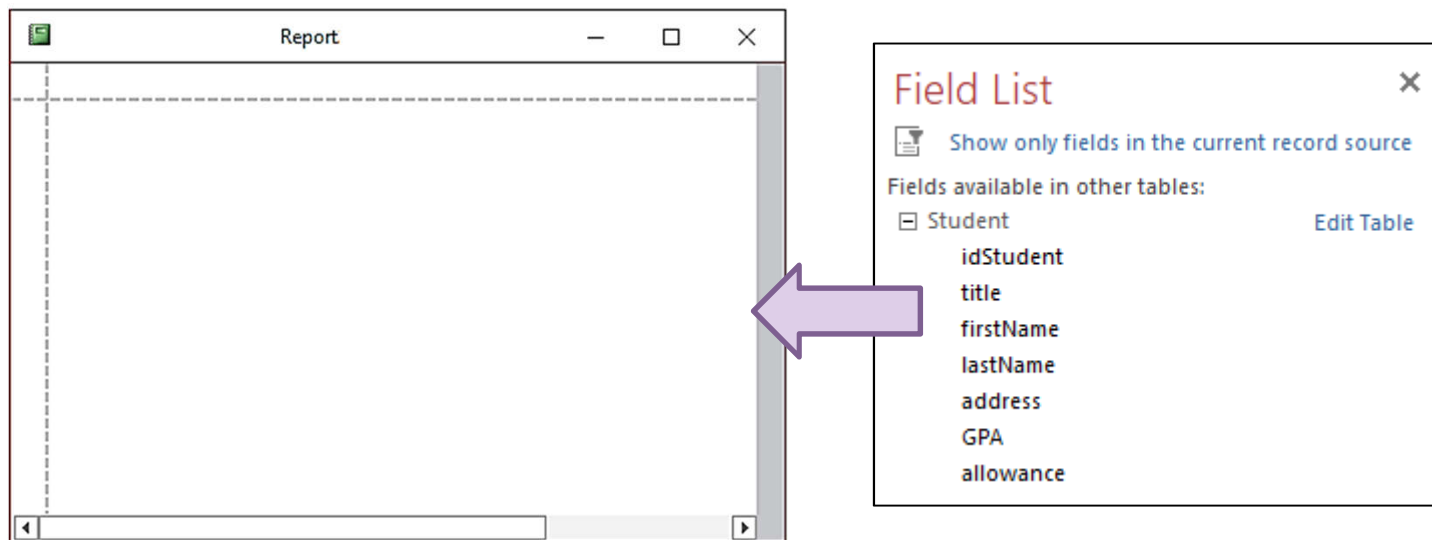 Report
Field List
Show only fields in the current record source
Fields available in other tables:
Student Edit Table
idStudent
title
firstName
lastName
address
GPA
allowance